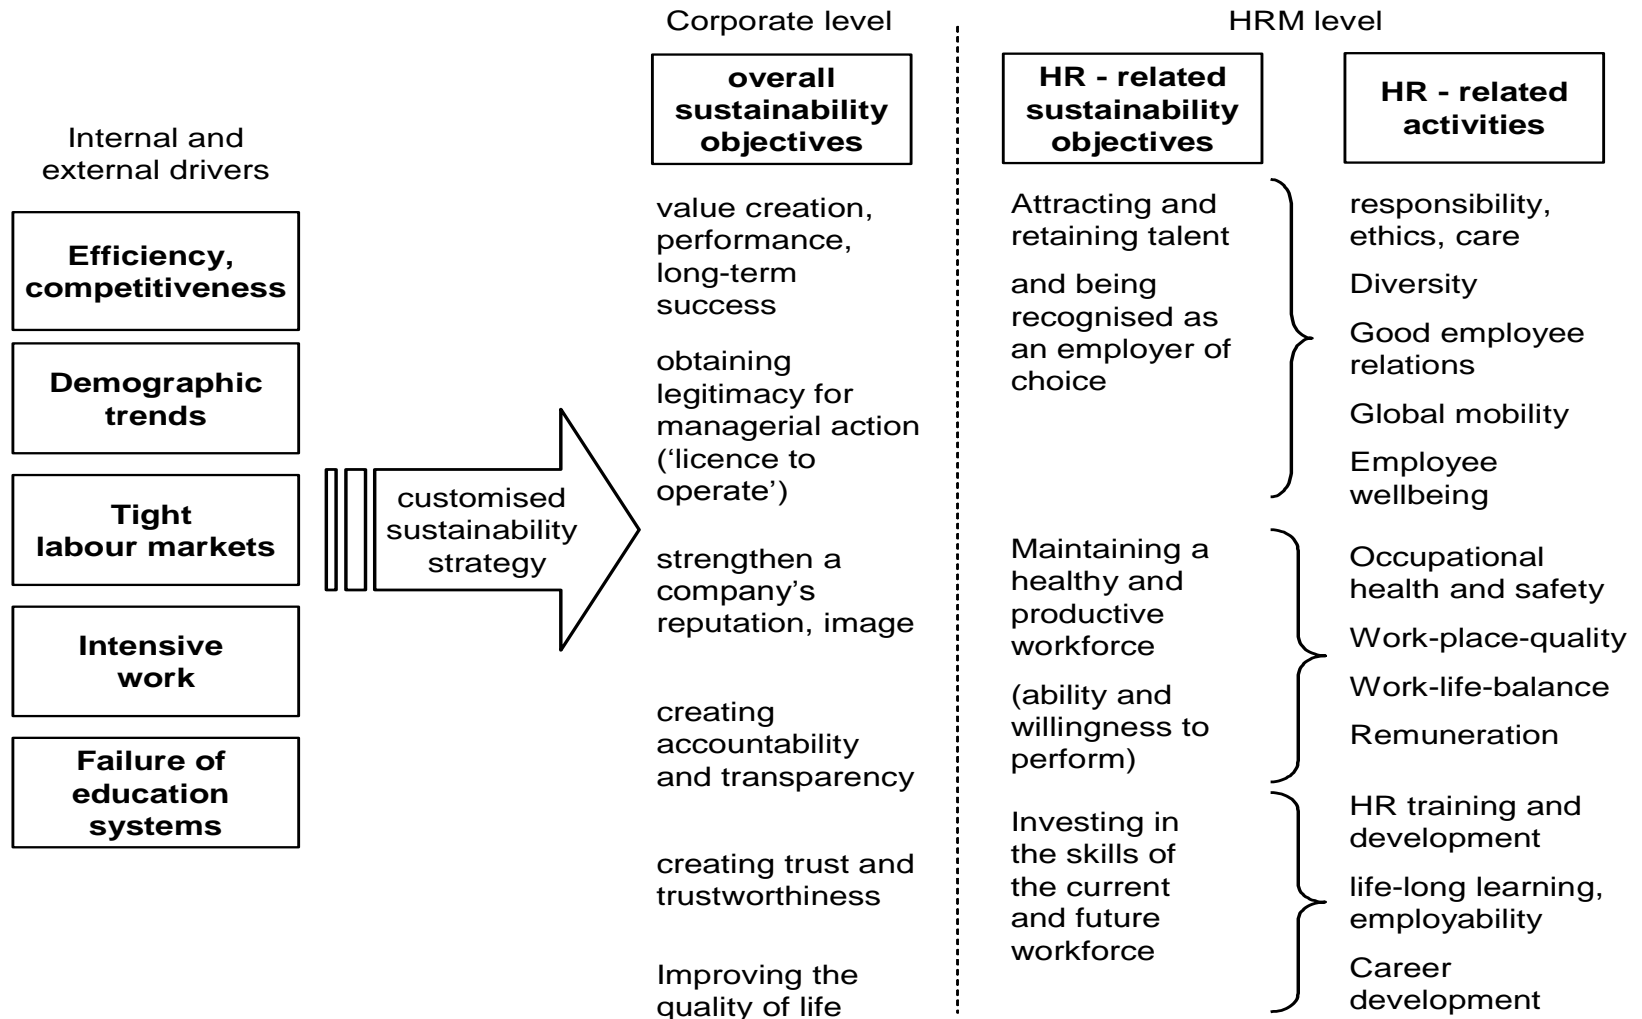 Corporate level
HRM level
Internal and
external drivers
Efficiency,
competitiveness
Demographic
trends
Tight
labour markets
Intensive
work
Failure of
education
systems
customised
sustainability
strategy
overall
sustainability
objectives
value creation,
performance,
long-term
success
obtaining
legitimacy for
managerial action
(‘licence to
operate’)
strengthen a
company’s
reputation, image
creating
accountability
and transparency
creating trust and
trustworthiness
Improving the
quality of life
HR - related
sustainability
objectives
Attracting and
retaining talent
and being
recognised as
an employer of
choice
Maintaining a
healthy and
productive
workforce
(ability and
willingness to
perform)
Investing in
the skills of
the current
and future
workforce
HR - related
activities
responsibility,
ethics, care
Diversity
Good employee
relations
Global mobility
Employee
wellbeing
Occupational
health and safety
Work-place-quality
Work-life-balance
Remuneration
HR training and
development
life-long learning,
employability
Career
development